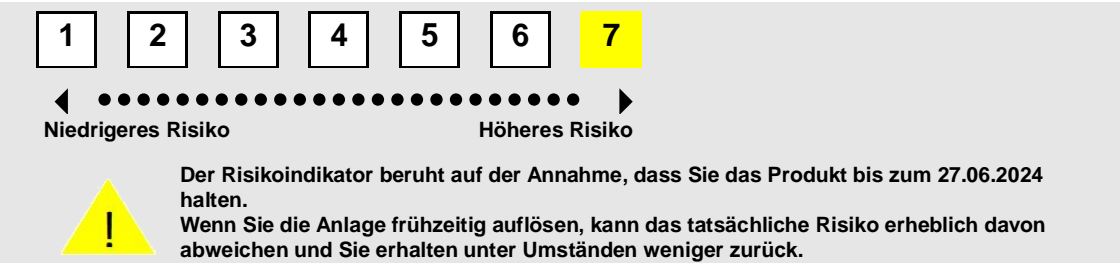 1 2 3 4 5 6 7
Niedrigeres Risiko Höheres Risiko
Der Risikoindikator beruht auf der Annahme, dass Sie das Produkt bis zum 27.06.2024
halten.
Wenn Sie die Anlage frühzeitig auflösen, kann das tatsächliche Risiko erheblich davon
abweichen und Sie erhalten unter Umständen weniger zurück.
!